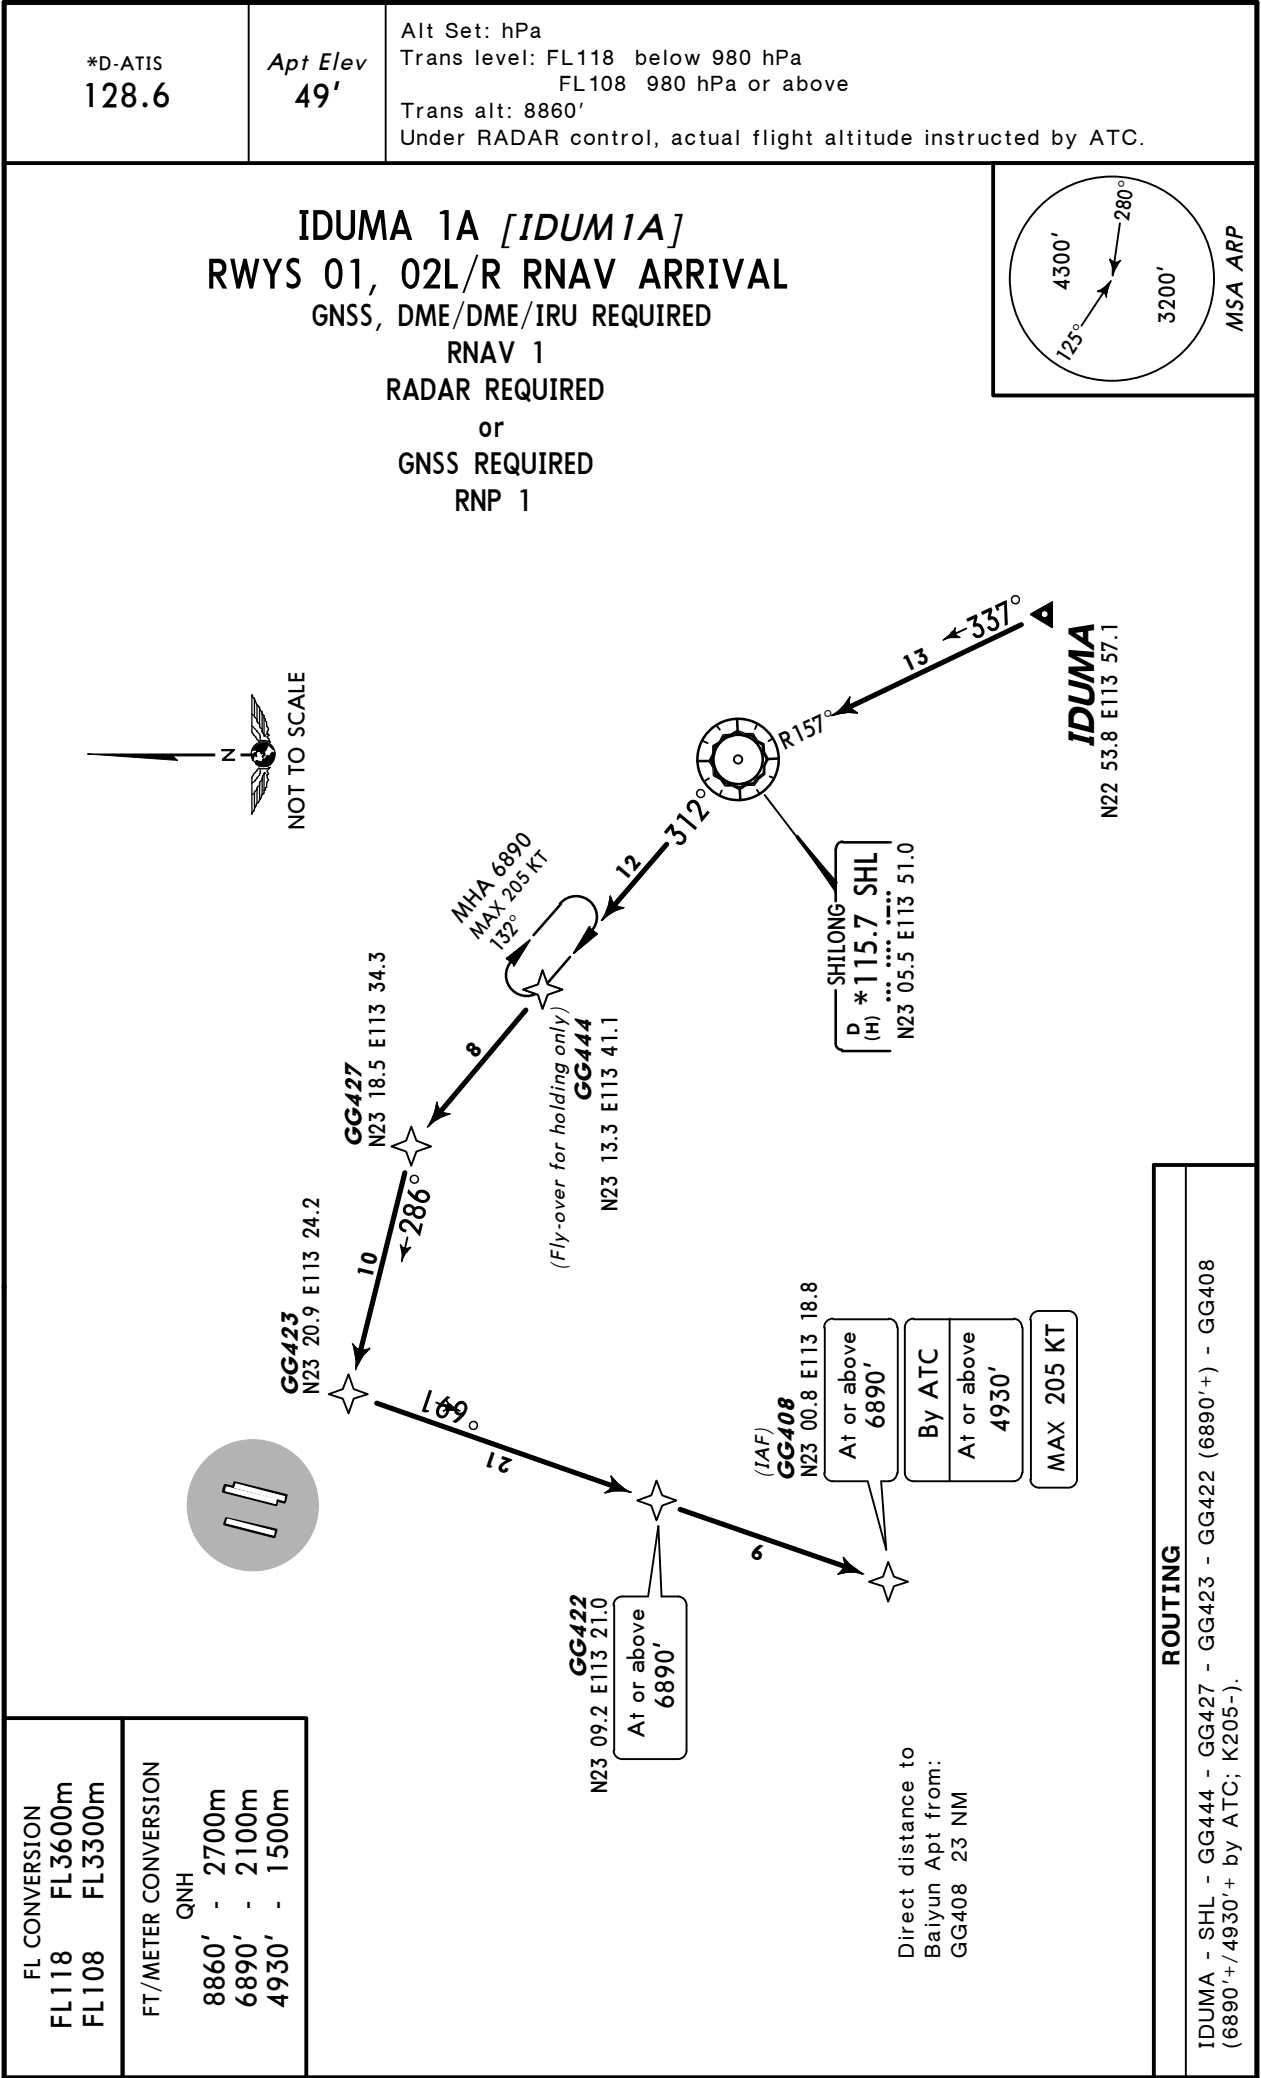 *D-ATIS
128.6
Apt Elev
49'
Alt Set: hPa
Trans level: FL118 below 980 hPa
FL108 980 hPa or above
Trans alt: 8860'
Under RADAR control, actual flight altitude instructed by ATC.
IDUMA 1A [IDUM1A]
RWYS 01, 02L/R RNAV ARRIVAL
GNSS, DME/DME/IRU REQUIRED
RNAV 1
RADAR REQUIRED
or
GNSS REQUIRED
RNP 1
280°
4300'
3200'
125°
MSA ARP
N
NOT TO SCALE
337°
13
IDUMA
N22 53.8 E113 57.1
R157°
SHILONG
D
(H) *115.7 SHL
N23 05.5 E113 51.0
312°
12
MHA 6890
MAX 205 KT
132°
(Fly-over for holding only)
GG444
N23 13.3 E113 41.1
8
GG427
N23 18.5 E113 34.3
286°
10
GG423
N23 20.9 E113 24.2
169°
21
GG422
N23 09.2 E113 21.0
At or above
6890'
9
(IAF)
GG408
N23 00.8 E113 18.8
At or above
6890'
By ATC
At or above
4930'
MAX 205 KT
Direct distance to
Baiyun Apt from:
GG408 23 NM
FL CONVERSION
FL118 FL3600m
FL108 FL3300m
FT/METER CONVERSION
QNH
8860' - 2700m
6890' - 2100m
4930' - 1500m
ROUTING
IDUMA - SHL - GG444 - GG427 - GG423 - GG422 (6890'+) - GG408
(6890'+/4930'+ by ATC; K205-).